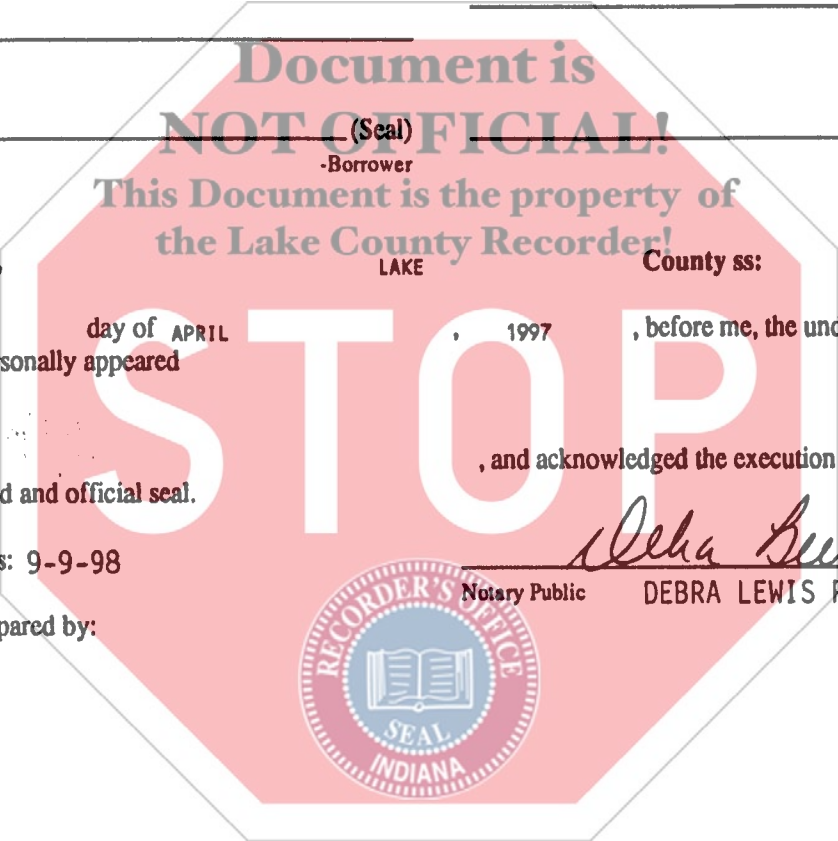 Document is
NOT OFFICIAL!
(Seal)
-Borrower
This Document is the property of
the Lake County Recorder!
LAKE County ss:
day of APRIL , 1997 , before me, the und
sonally appeared
STOP
, and acknowledged the execution
d and official seal.
s: 9-9-98
Notary Public DEBRA LEWIS
pared by:
RECORDER'S OFFICE
SEAL
INDIANA